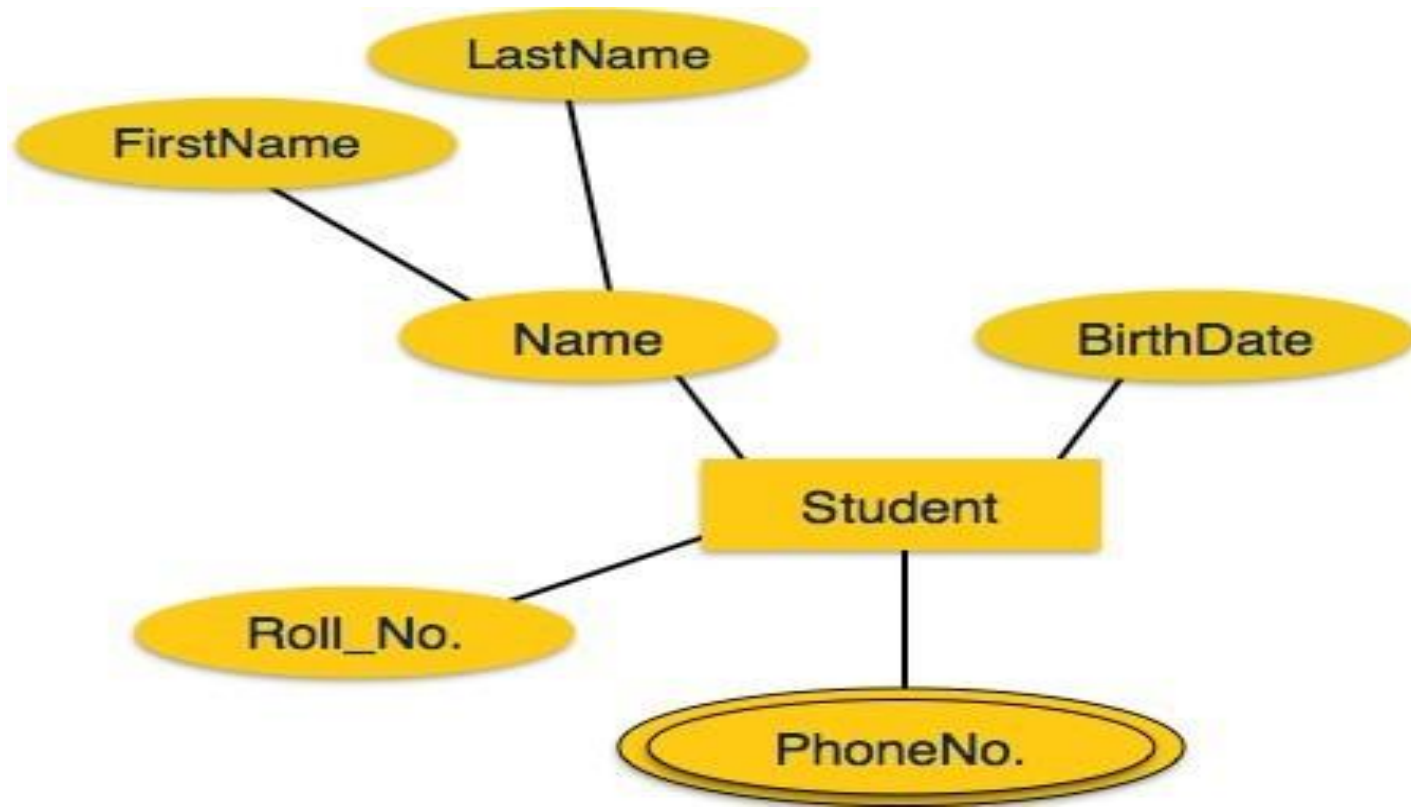 LastName
FirstName
Name
BirthDate
Student
Roll_No.
PhoneNo.